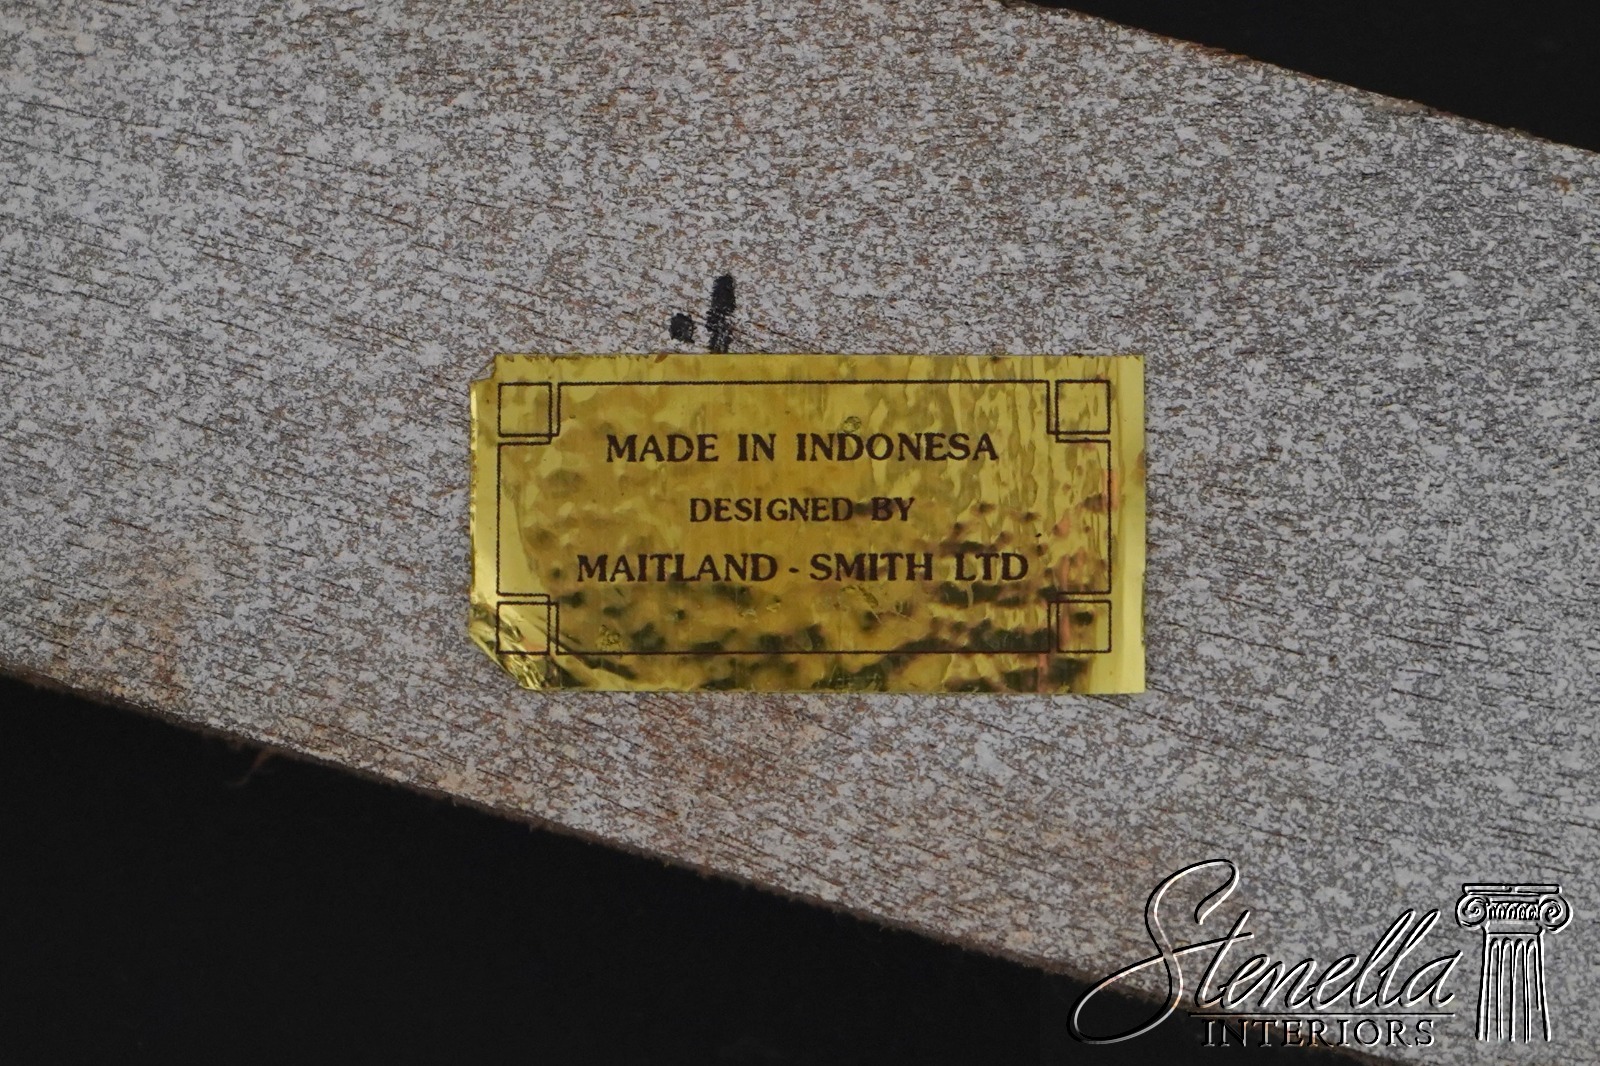 MADE IN INDONESA
DESIGNED BY
MAITLAND - SMITH LTD
Stenella
INTERIORS